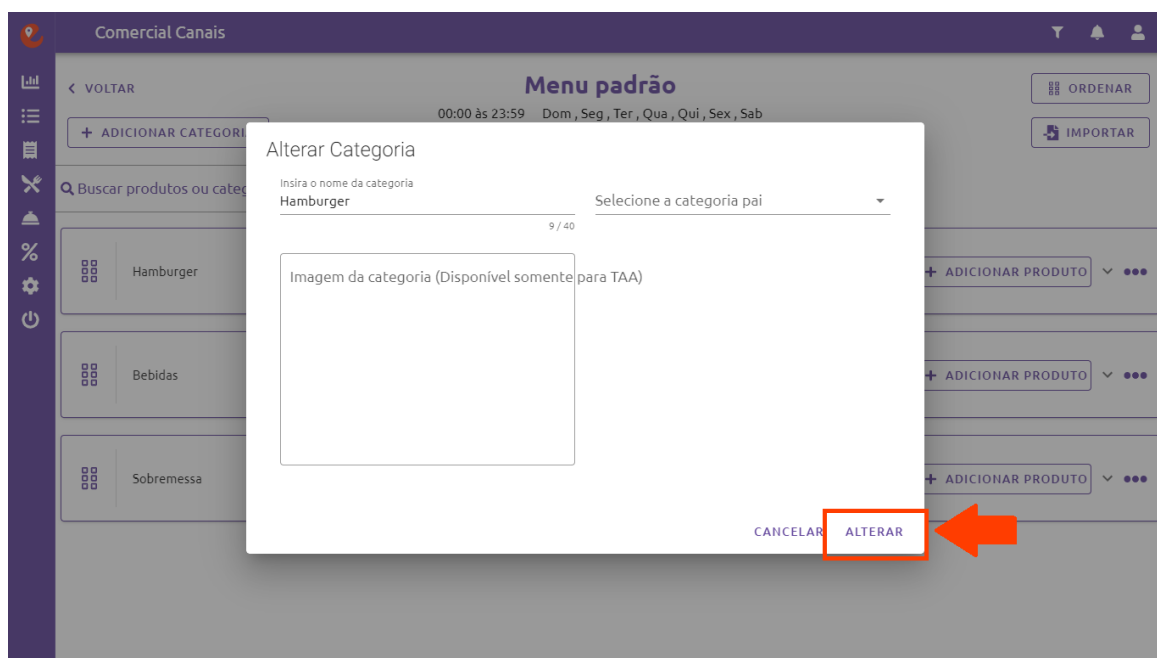 Comercial Canais
VOLTAR
Menu padrão
ORDENAR
00:00 às 23:59 Dom , Seg , Ter , Qua , Qui , Sex , Sab
+ ADICIONAR CATEGORI
IMPORTAR
Alterar Categoria
Buscar produtos ou categ
Insira o nome da categoria
Hamburger
Selecione a categoria pai
9 / 40
Hamburger
Imagem da categoria (Disponível somente para TAA)
+ ADICIONAR PRODUTO
Bebidas
+ ADICIONAR PRODUTO
Sobremessa
+ ADICIONAR PRODUTO
CANCELAR
ALTERAR